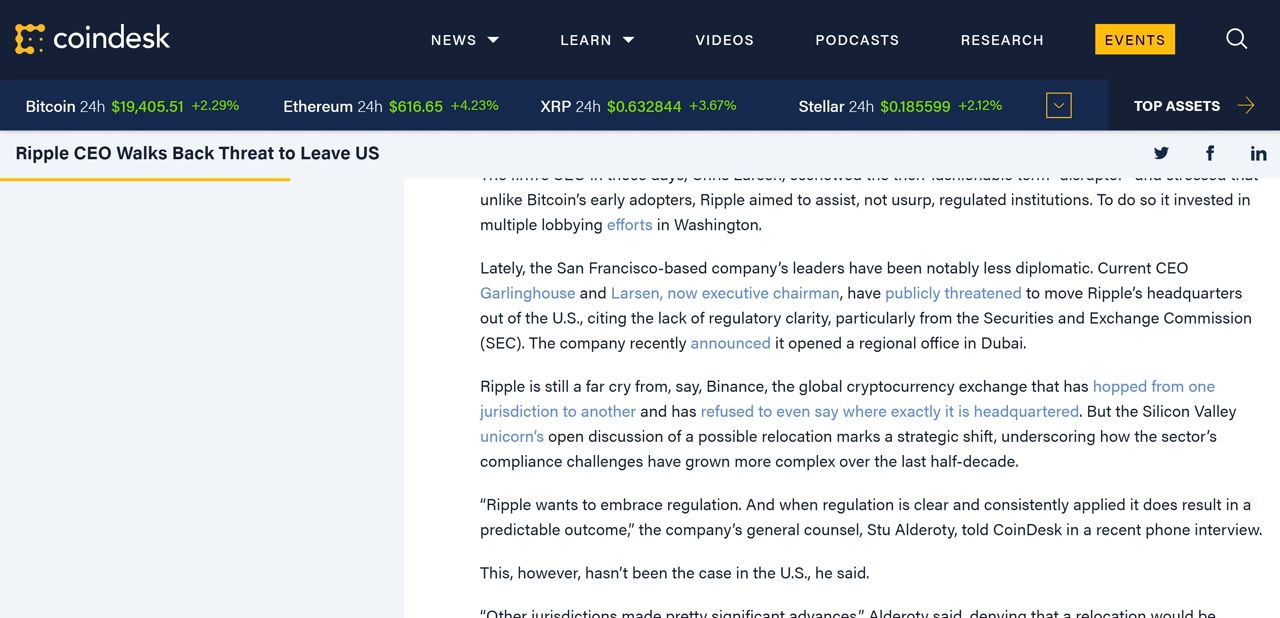 coindesk
NEWS
LEARN
VIDEOS
PODCASTS
RESEARCH
EVENTS
Bitcoin 24h $19,405.51 +2.29%
Ethereum 24h $616.65 +4.23%
XRP 24h $0.632844 +3.67%
Stellar 24h $0.185599 +2.12%
TOP ASSETS
Ripple CEO Walks Back Threat to Leave US
unlike Bitcoin’s early adopters, Ripple aimed to assist, not usurp, regulated institutions. To do so it invested in
multiple lobbying efforts in Washington.
Lately, the San Francisco-based company’s leaders have been notably less diplomatic. Current CEO
Garlinghouse and Larsen, now executive chairman, have publicly threatened to move Ripple’s headquarters
out of the U.S., citing the lack of regulatory clarity, particularly from the Securities and Exchange Commission
(SEC). The company recently announced it opened a regional office in Dubai.
Ripple is still a far cry from, say, Binance, the global cryptocurrency exchange that has hopped from one
jurisdiction to another and has refused to even say where exactly it is headquartered. But the Silicon Valley
unicorn’s open discussion of a possible relocation marks a strategic shift, underscoring how the sector’s
compliance challenges have grown more complex over the last half-decade.
“Ripple wants to embrace regulation. And when regulation is clear and consistently applied it does result in a
predictable outcome,” the company’s general counsel, Stu Alderoty, told CoinDesk in a recent phone interview.
This, however, hasn’t been the case in the U.S., he said.
“Other jurisdictions made pretty significant advances,” Alderoty said, denying that a relocation would be